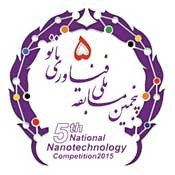 ۵
پنجمین مسابقه ملی فناوری نانو
5th
National
Nanotechnology
Competition2015